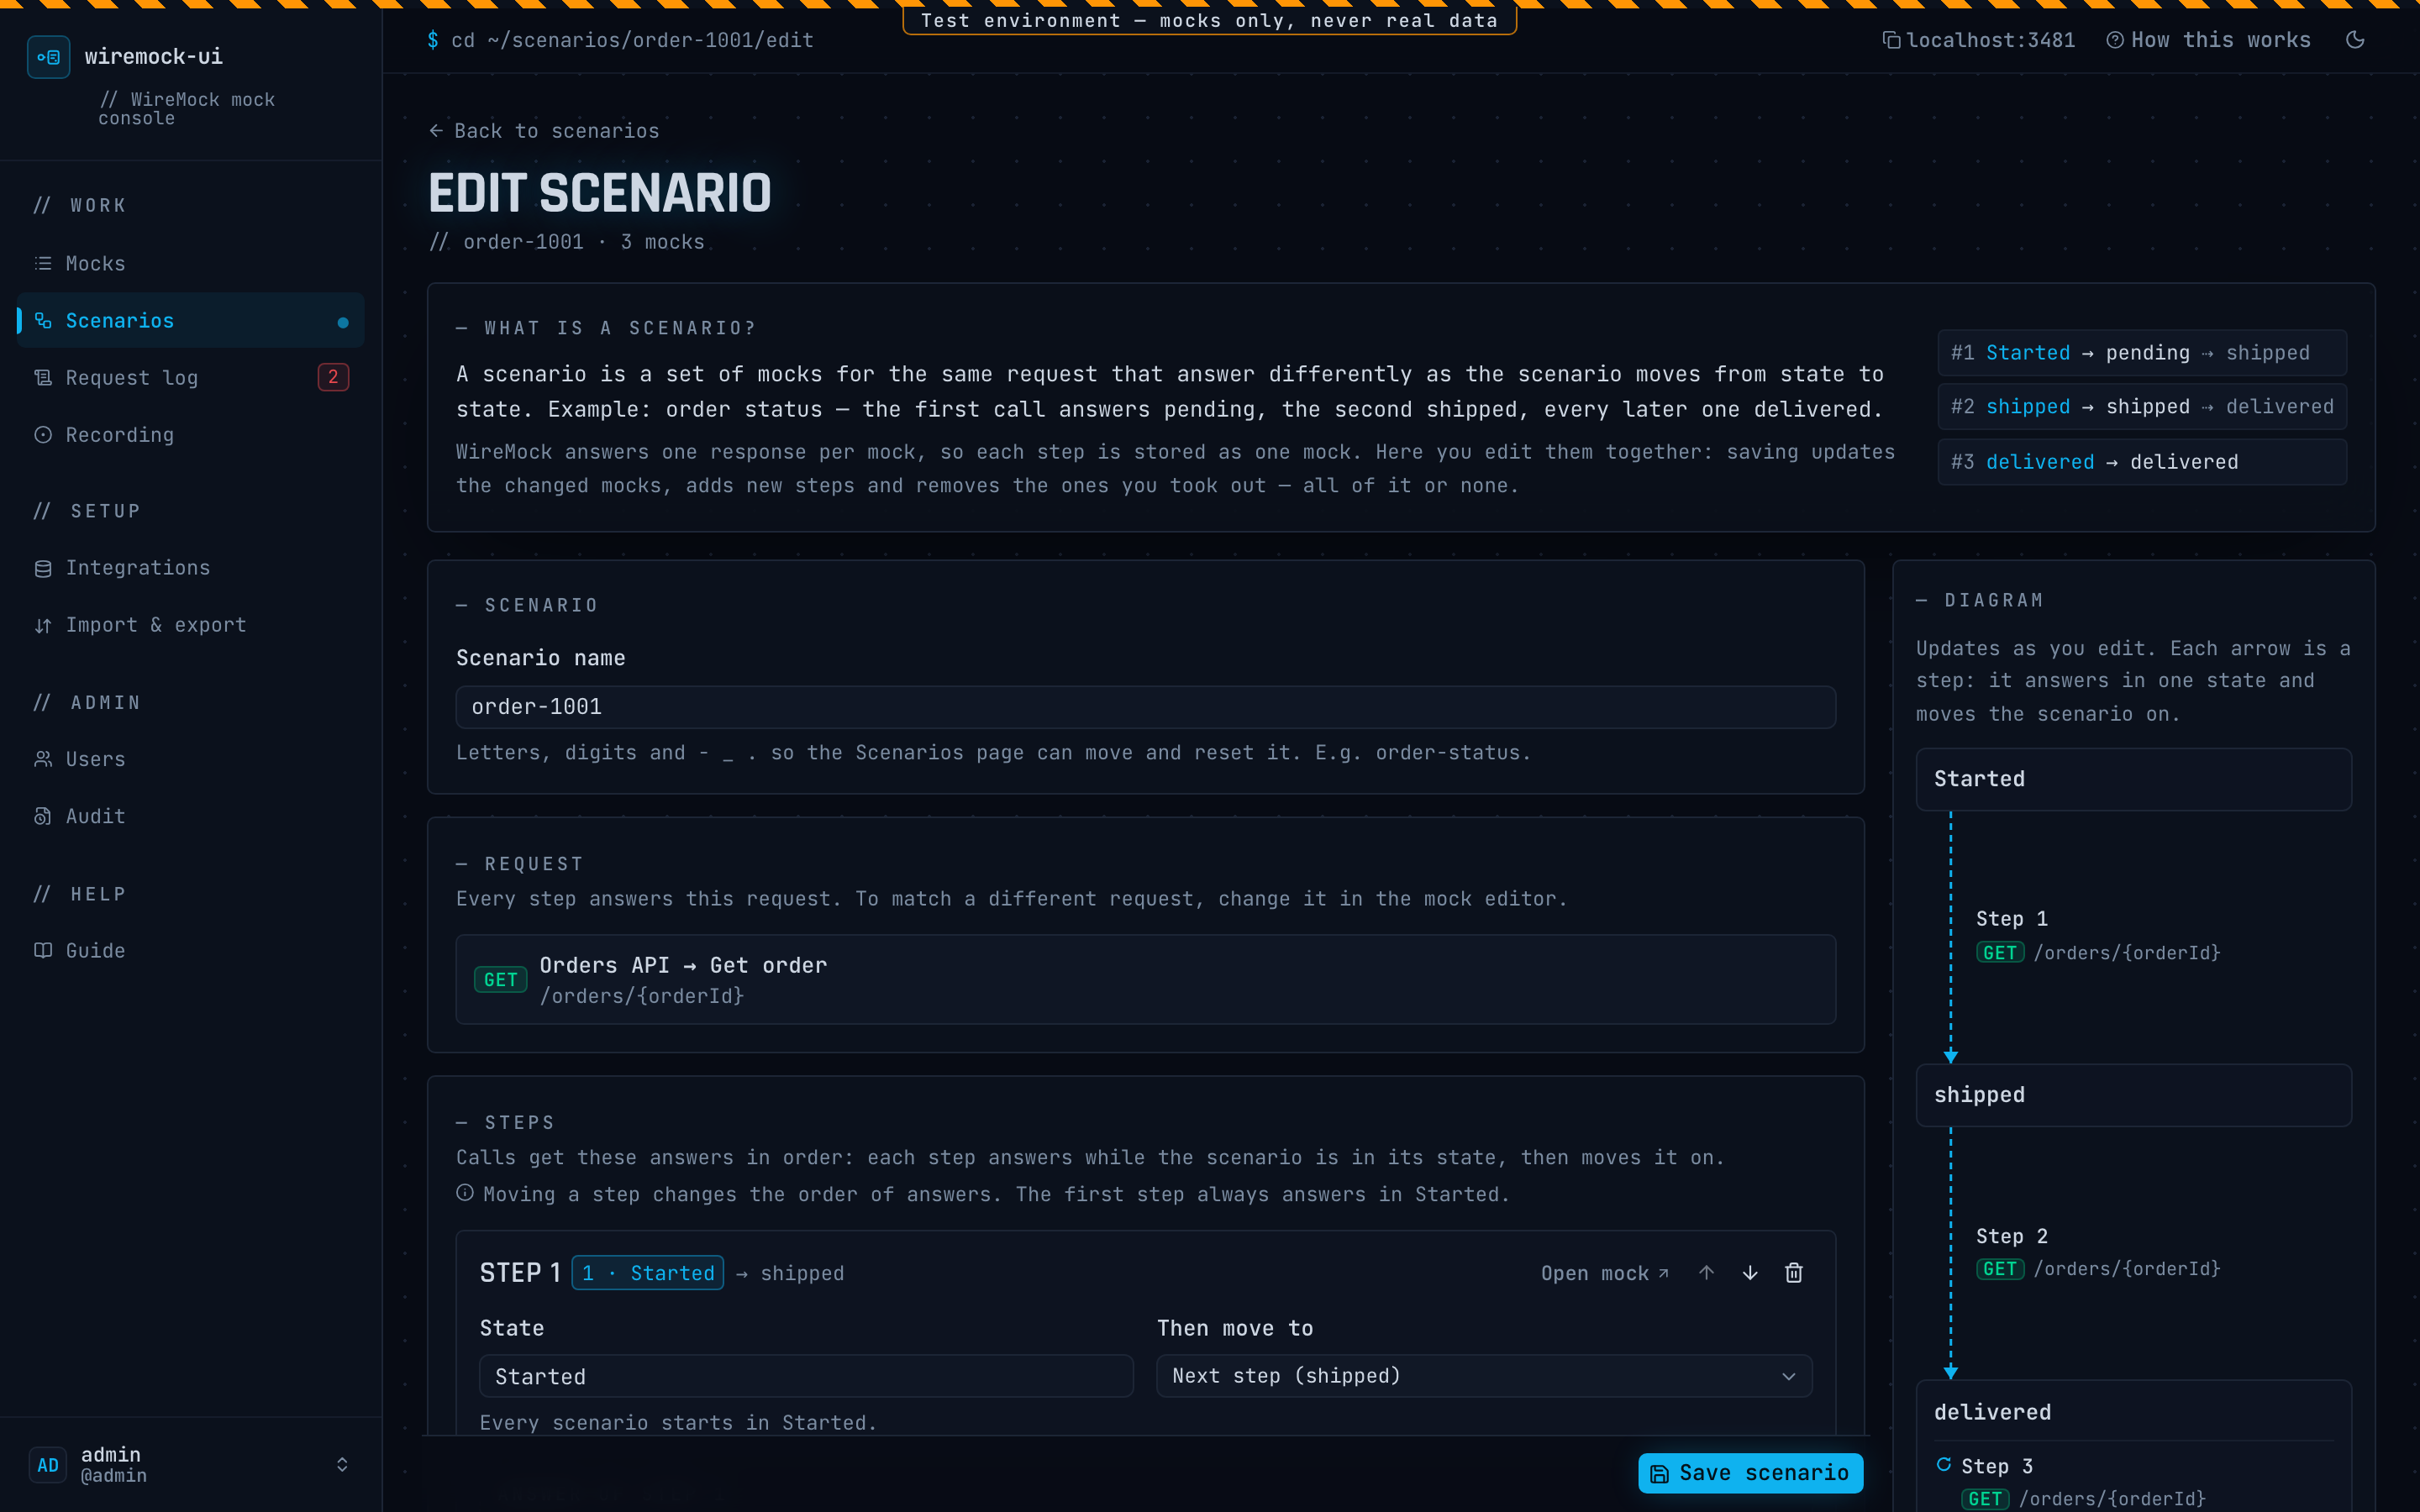 Test environment — mocks only, never real data
wiremock-ui
// WireMock mock
console
// WORK
Mocks
Scenarios
Request log 2
Recording
// SETUP
Integrations
Import & export
// ADMIN
Users
Audit
// HELP
Guide
AD admin
@admin
$ cd ~/scenarios/order-1001/edit
localhost:3481 How this works
← Back to scenarios
EDIT SCENARIO
// order-1001 · 3 mocks
— WHAT IS A SCENARIO?
A scenario is a set of mocks for the same request that answer differently as the scenario moves from state to
state. Example: order status — the first call answers pending, the second shipped, every later one delivered.
WireMock answers one response per mock, so each step is stored as one mock. Here you edit them together: saving updates
the changed mocks, adds new steps and removes the ones you took out — all of it or none.
#1 Started → pending ⇢ shipped
#2 shipped → shipped ⇢ delivered
#3 delivered → delivered
— SCENARIO
Scenario name
order-1001
Letters, digits and - _ . so the Scenarios page can move and reset it. E.g. order-status.
— REQUEST
Every step answers this request. To match a different request, change it in the mock editor.
GET Orders API → Get order
/orders/{orderId}
— STEPS
Calls get these answers in order: each step answers while the scenario is in its state, then moves it on.
Moving a step changes the order of answers. The first step always answers in Started.
STEP 1 1 · Started → shipped Open mock ↗
State
Started
Every scenario starts in Started.
Then move to
Next step (shipped)
Save scenario
— DIAGRAM
Updates as you edit. Each arrow is a
step: it answers in one state and
moves the scenario on.
Started
Step 1
GET /orders/{orderId}
shipped
Step 2
GET /orders/{orderId}
delivered
Step 3
GET /orders/{orderId}